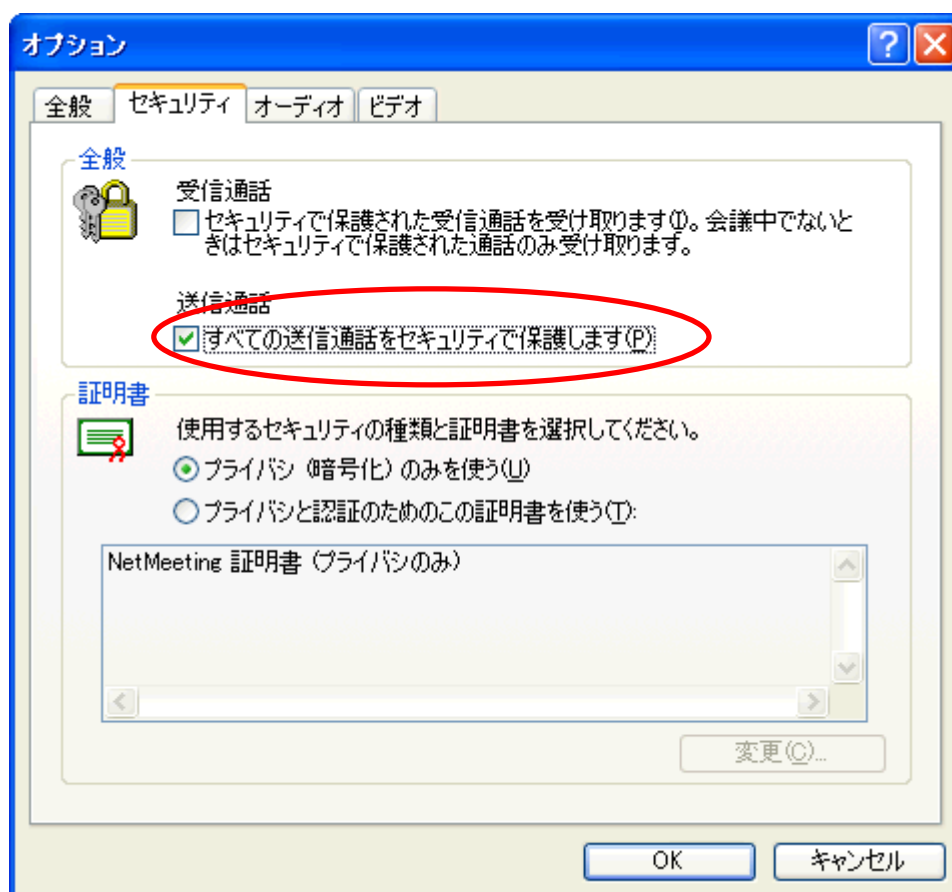 オプション
全般 セキュリティ オーディオ ビデオ
全般
受信通話
セキュリティで保護された受信通話を受け取ります(I)。会議中でないと
きはセキュリティで保護された通話のみ受け取ります。
送信通話
すべての送信通話をセキュリティで保護します(P)
証明書
使用するセキュリティの種類と証明書を選択してください。
プライバシ (暗号化) のみを使う(U)
プライバシと認証のためのこの証明書を使う(T):
NetMeeting 証明書 (プライバシのみ)
変更(C)...
OK キャンセル